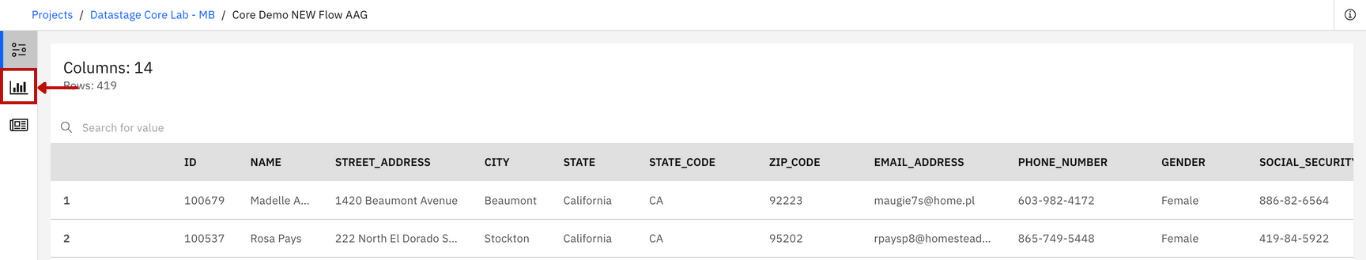 Projects / Datastage Core Lab - MB / Core Demo NEW Flow AAG
Columns: 14
Rows: 419
Search for value
ID NAME STREET_ADDRESS CITY STATE STATE_CODE ZIP_CODE EMAIL_ADDRESS PHONE_NUMBER GENDER SOCIAL_SECURIT
1 100679 Madelle A... 1420 Beaumont Avenue Beaumont California CA 92223 maugie7s@home.pl 603-982-4172 Female 886-82-6564
2 100537 Rosa Pays 222 North El Dorado S... Stockton California CA 95202 rpaysp8@homestead... 865-749-5448 Female 419-84-5922